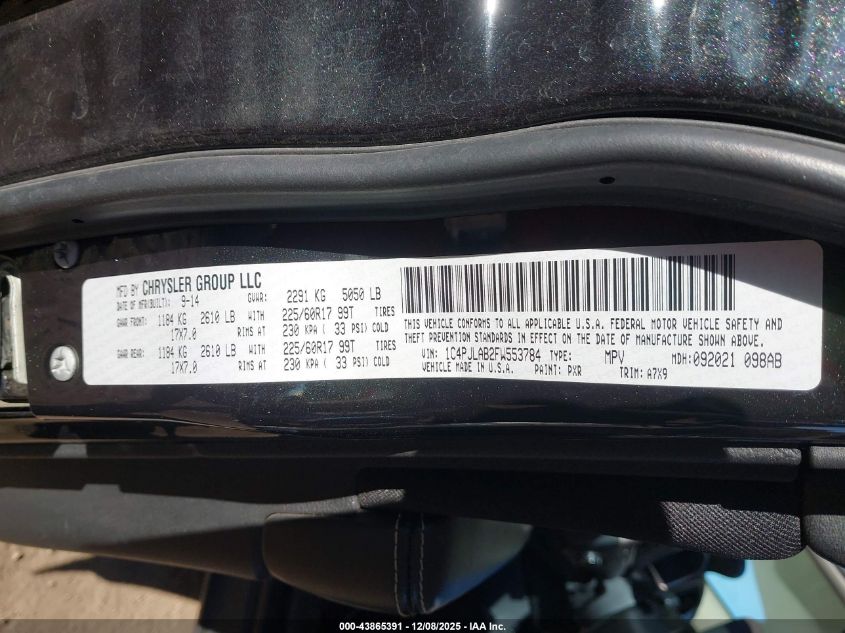 MFD BY CHRYSLER GROUP LLC
DATE OF MFR(BUILT): 9-14 GVWR: 2291 KG 5050 LB
GAWR FRONT: 1184 KG 2610 LB WITH 225/60R17 99T TIRES
17X7.0 RIMS AT 230 KPA ( 33 PSI) COLD
GAWR REAR: 1184 KG 2610 LB WITH 225/60R17 99T TIRES
17X7.0 RIMS AT 230 KPA ( 33 PSI) COLD
THIS VEHICLE CONFORMS TO ALL APPLICABLE U.S.A. FEDERAL MOTOR VEHICLE SAFETY AND
THEFT PREVENTION STANDARDS IN EFFECT ON THE DATE OF MANUFACTURE SHOWN ABOVE.
VIN: 1C4PJLAB2FW553784 TYPE: MPV MDH:092021 098AB
VEHICLE MADE IN U.S.A. PAINT: PXR TRIM: A7X9
000-43865391 - 12/08/2025 - IAA Inc.